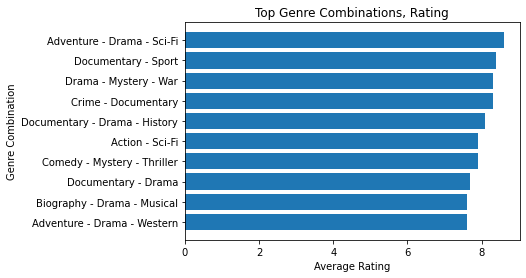 Top Genre Combinations, Rating
Genre Combination
Adventure - Drama - Sci-Fi
Documentary - Sport
Drama - Mystery - War
Crime - Documentary
Documentary - Drama - History
Action - Sci-Fi
Comedy - Mystery - Thriller
Documentary - Drama
Biography - Drama - Musical
Adventure - Drama - Western
0 2 4 6 8
Average Rating